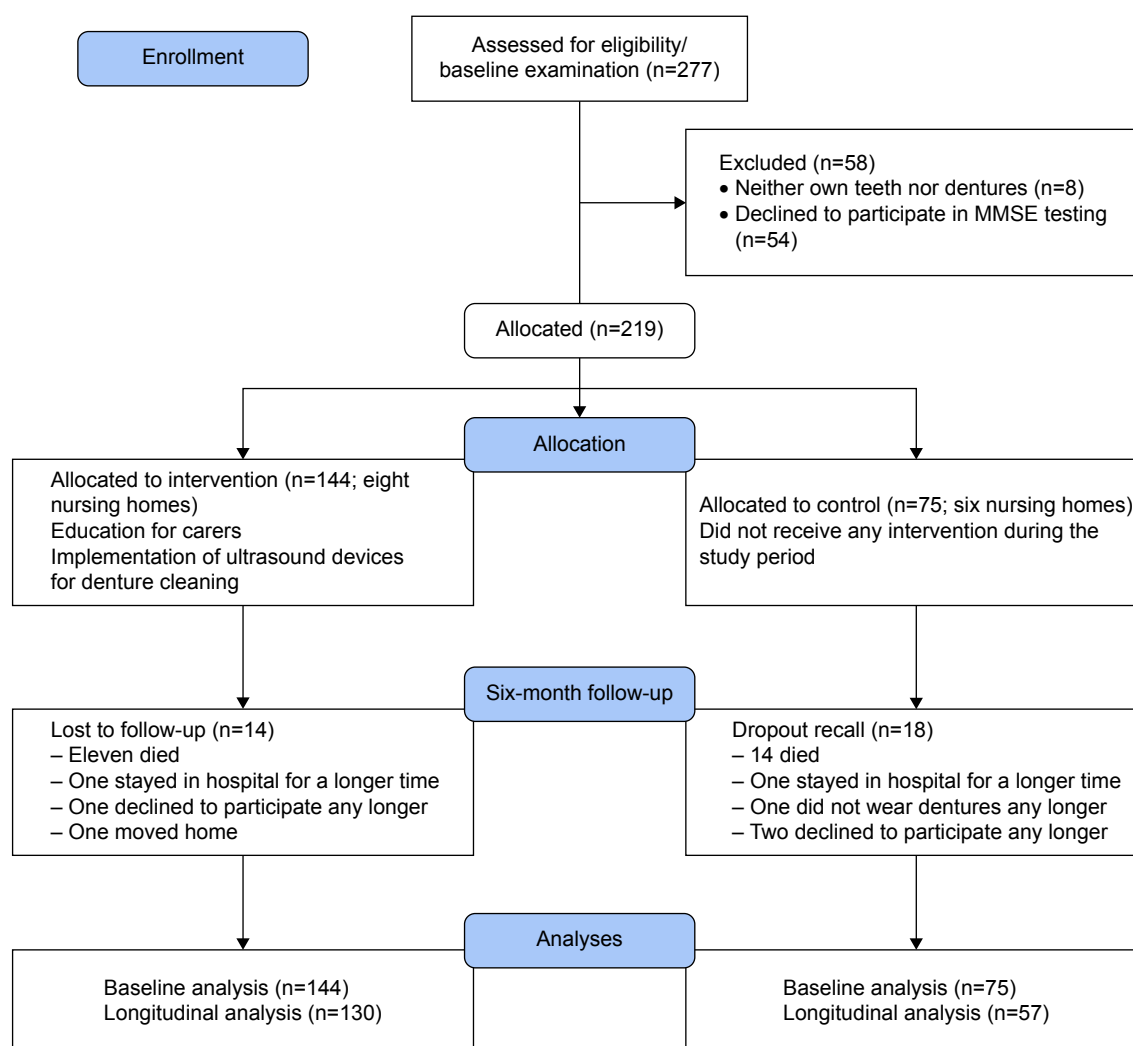 Enrollment
Assessed for eligibility/
baseline examination (n=277)
Excluded (n=58)
• Neither own teeth nor dentures (n=8)
• Declined to participate in MMSE testing
(n=54)
Allocated (n=219)
Allocation
Allocated to intervention (n=144; eight
nursing homes)
Education for carers
Implementation of ultrasound devices
for denture cleaning
Allocated to control (n=75; six nursing homes)
Did not receive any intervention during the
study period
Six-month follow-up
Lost to follow-up (n=14)
– Eleven died
– One stayed in hospital for a longer time
– One declined to participate any longer
– One moved home
Dropout recall (n=18)
– 14 died
– One stayed in hospital for a longer time
– One did not wear dentures any longer
– Two declined to participate any longer
Analyses
Baseline analysis (n=144)
Longitudinal analysis (n=130)
Baseline analysis (n=75)
Longitudinal analysis (n=57)